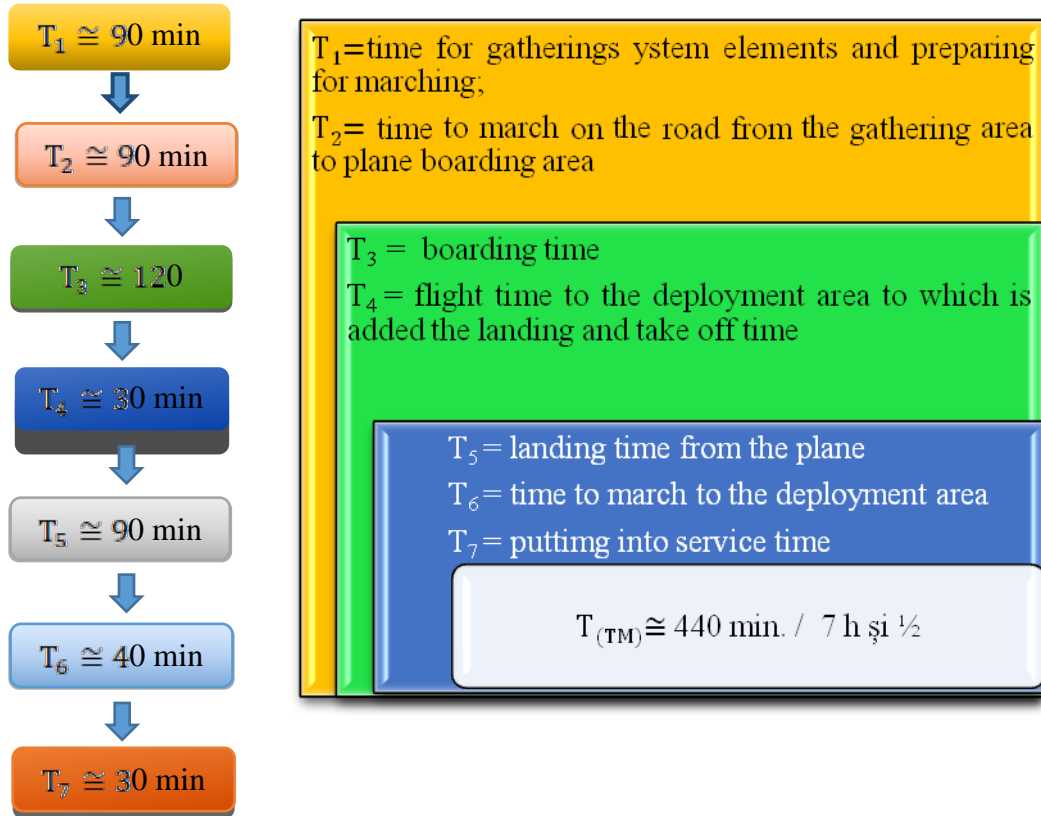 T₁ ≅ 90 min
T₂ ≅ 90 min
T₃ ≅ 120
T₄ ≅ 30 min
T₅ ≅ 90 min
T₆ ≅ 40 min
T₇ ≅ 30 min
T₁=time for gatherings ystem elements and preparing
for marching;
T₂= time to march on the road from the gathering area
to plane boarding area
T₃ = boarding time
T₄ = flight time to the deployment area to which is
added the landing and take off time
T₅ = landing time from the plane
T₆ = time to march to the deployment area
T₇ = puttimg into service time
T₍TM₎≅ 440 min. / 7 h și ½